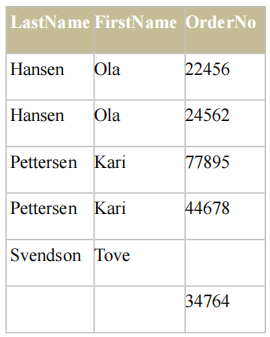 LastName FirstName OrderNo
Hansen Ola 22456
Hansen Ola 24562
Pettersen Kari 77895
Pettersen Kari 44678
Svendson Tove
34764